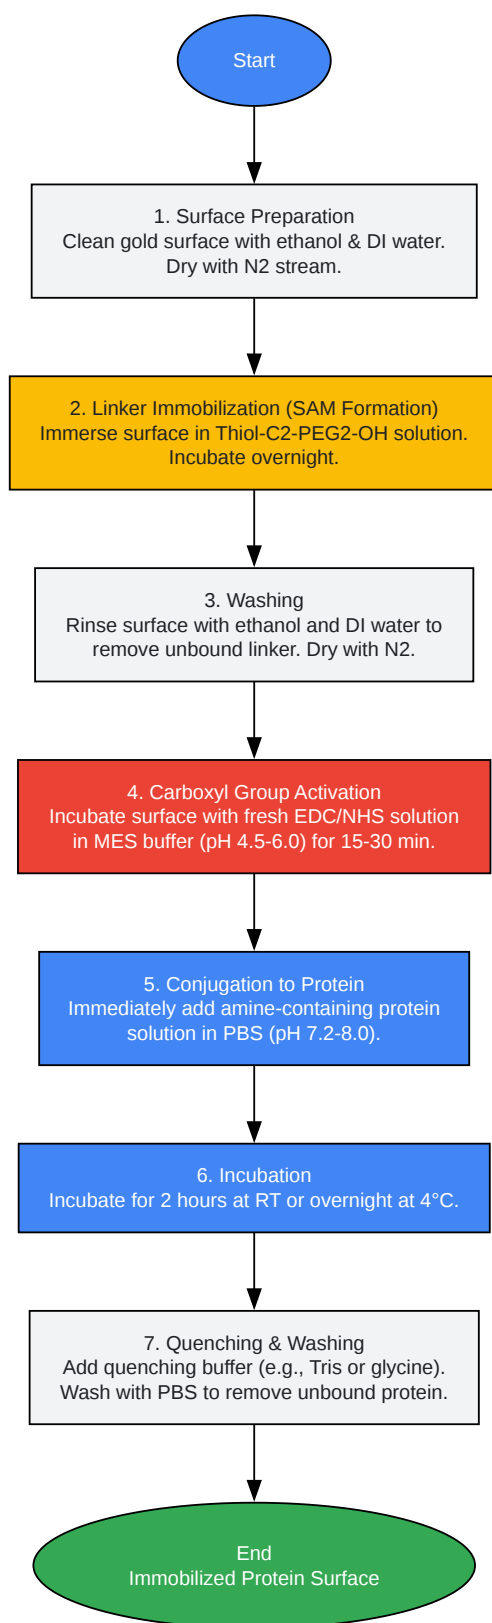 Start
1. Surface Preparation
Clean gold surface with ethanol & DI water.
Dry with N2 stream.
2. Linker Immobilization (SAM Formation)
Immerse surface in Thiol-C2-PEG2-OH solution.
Incubate overnight.
3. Washing
Rinse surface with ethanol and DI water to
remove unbound linker. Dry with N2.
4. Carboxyl Group Activation
Incubate surface with fresh EDC/NHS solution
in MES buffer (pH 4.5-6.0) for 15-30 min.
5. Conjugation to Protein
Immediately add amine-containing protein
solution in PBS (pH 7.2-8.0).
6. Incubation
Incubate for 2 hours at RT or overnight at 4°C.
7. Quenching & Washing
Add quenching buffer (e.g., Tris or glycine).
Wash with PBS to remove unbound protein.
End
Immobilized Protein Surface